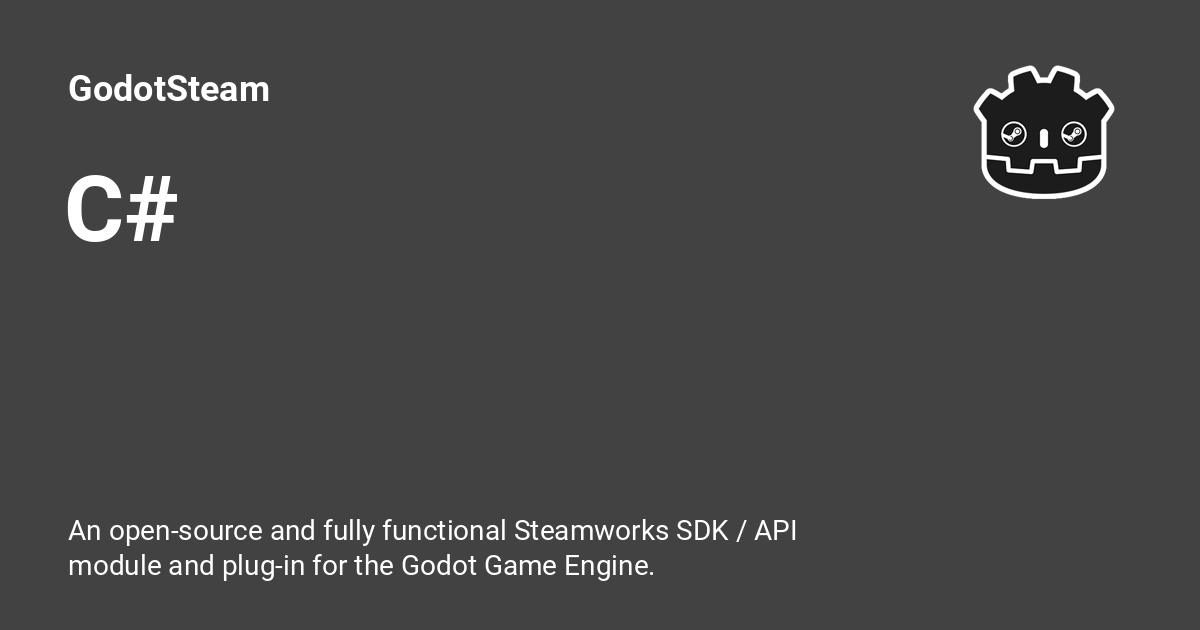 GodotSteam
C#
An open-source and fully functional Steamworks SDK / API
module and plug-in for the Godot Game Engine.